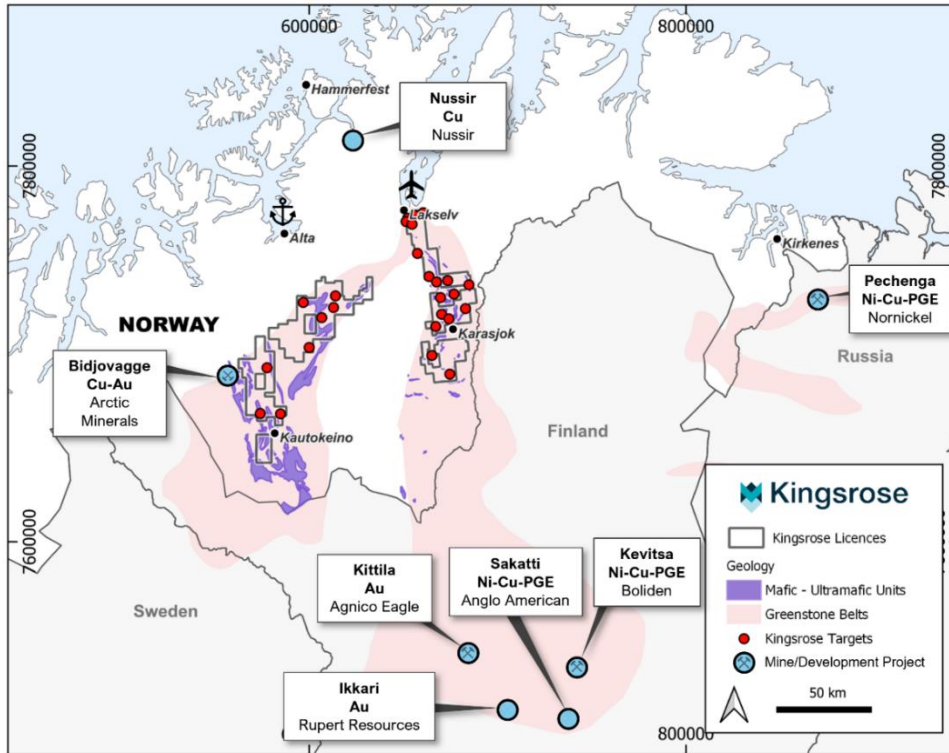 600000
800000
Hammerfest
Nussir
Cu
Nussir
7800000
7800000
Lakselv
Alta
Kirkenes
Pechenga
Ni-Cu-PGE
Nornickel
NORWAY
Karasjok
Russia
Bidjovagge
Cu-Au
Arctic
Minerals
Finland
Kautokeino
Kingsrose
Kingsrose Licences
Geology
Mafic - Ultramafic Units
Greenstone Belts
Kingsrose Targets
Mine/Development Project
50 km
7600000
Kittila
Au
Agnico Eagle
Sakatti
Ni-Cu-PGE
Anglo American
Kevitsa
Ni-Cu-PGE
Boliden
Sweden
Ikkari
Au
Rupert Resources
800000